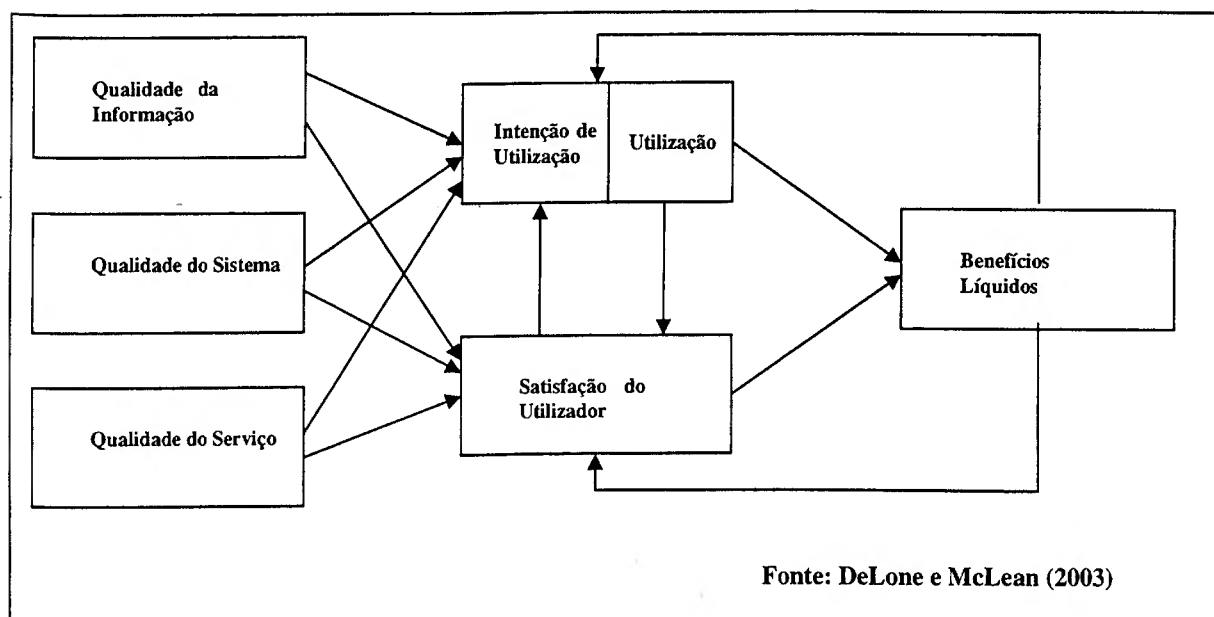 Qualidade da
Informação
Intenção de
Utilização
Utilização
Qualidade do Sistema
Benefícios
Líquidos
Satisfação do
Utilizador
Qualidade do Serviço
Fonte: DeLone e McLean (2003)